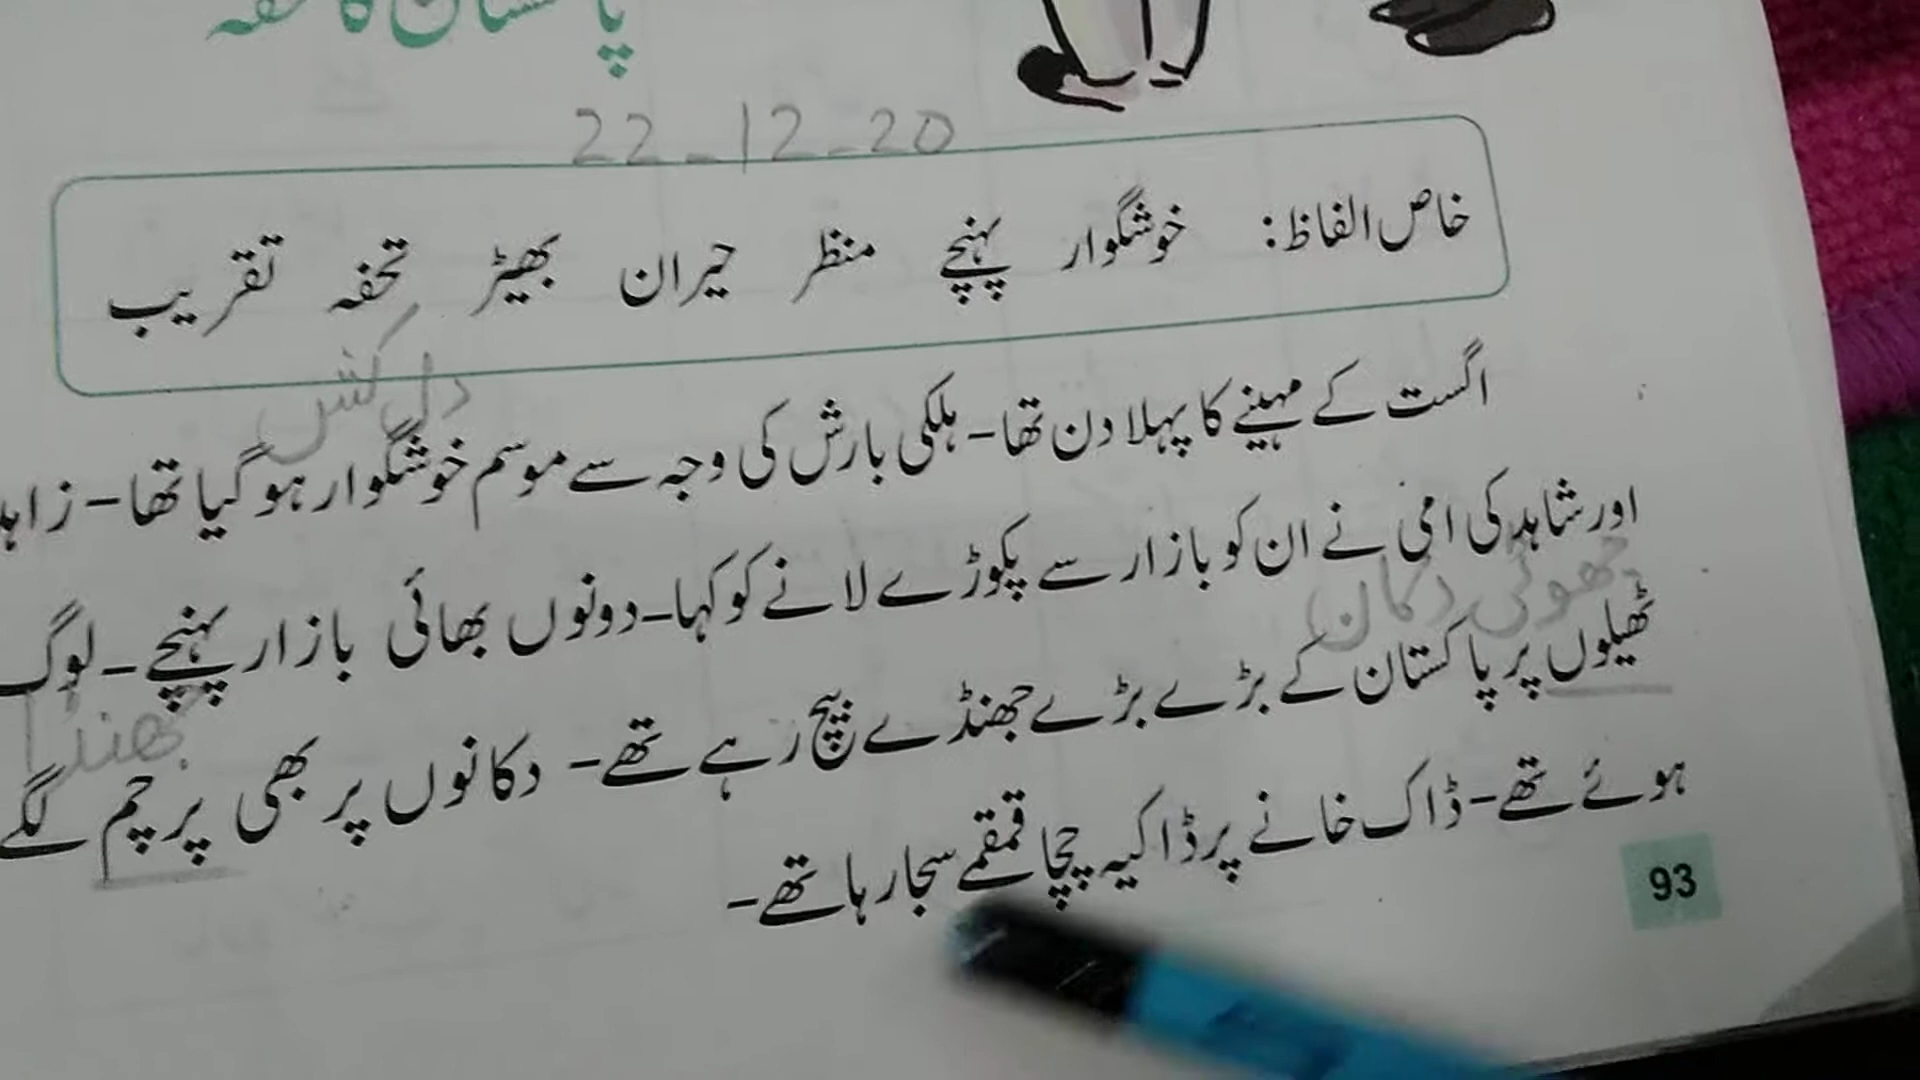 پاکستان کا تحفہ
22-12-20
خاص الفاظ: خوشگوار پہنچے منظر حیران بھیڑ تحفہ تقریب
دل کش
اگست کے مہینے کا پہلا دن تھا۔ ہلکی بارش کی وجہ سے موسم خوشگوار ہو گیا تھا۔ زاہد
اور شاہد کی امی نے ان کو بازار سے پکوڑے لانے کو کہا۔ دونوں بھائی بازار پہنچے۔ لوگ
چھوٹی دکان
ٹھیلوں پر پاکستان کے بڑے بڑے جھنڈے بیچ رہے تھے۔ دکانوں پر بھی پرچم لگے
جھنڈا
ہوئے تھے۔ ڈاک خانے پر ڈاکیہ چچا قمقمے سجا رہا تھے۔
93